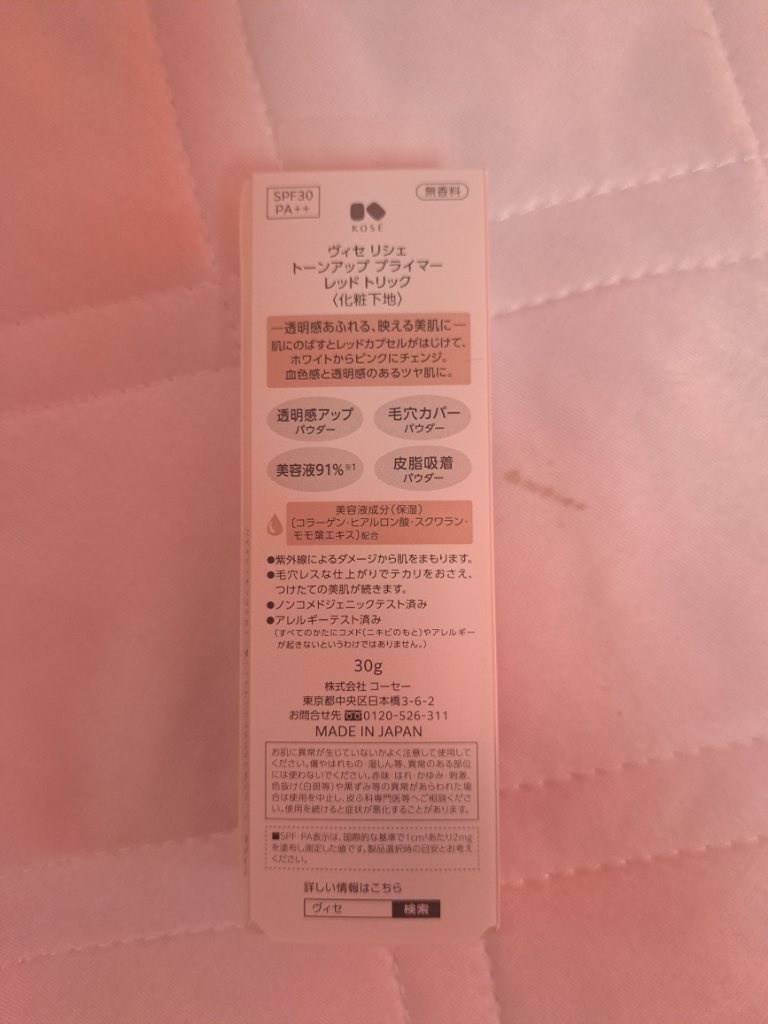 SPF30
PA++
無香料
KOSÉ
ヴィセ リシェ
トーンアップ プライマー
レッド トリック
〈化粧下地〉
―透明感あふれる、映える美肌に―
肌にのばすとレッドカプセルがはじけて、
ホワイトからピンクにチェンジ。
血色感と透明感のあるツヤ肌に。
透明感アップ
パウダー
毛穴カバー
パウダー
美容液91%※1
皮脂吸着
パウダー
美容液成分(保湿)
〔コラーゲン・ヒアルロン酸・スクワラン・
モモ葉エキス〕配合
●紫外線によるダメージから肌をまもります。
●毛穴レスな仕上がりでテカリをおさえ、
つけたての美肌が続きます。
●ノンコメドジェニックテスト済み
●アレルギーテスト済み
(すべてのかたにコメド(ニキビのもと)やアレルギー
が起きないというわけではありません。)
30g
株式会社 コーセー
東京都中央区日本橋3-6-2
お問合せ先 0120-526-311
MADE IN JAPAN
お肌に異常が生じていないかよく注意して使用して
ください。傷やはれもの・湿しん等、異常のある部位
には使わないでください。赤味・はれ・かゆみ・刺激、
色抜け(白斑等)や黒ずみ等の異常があらわれた場
合は使用を中止し、皮ふ科専門医等へご相談くださ
い。使用を続けると症状が悪化することがあります。
■SPF・PA表示は、国際的な基準で1cm²あたり2mg
を塗布し測定した値です。製品選択時の目安とお考え
ください。
詳しい情報はこちら
ヴィセ 検索